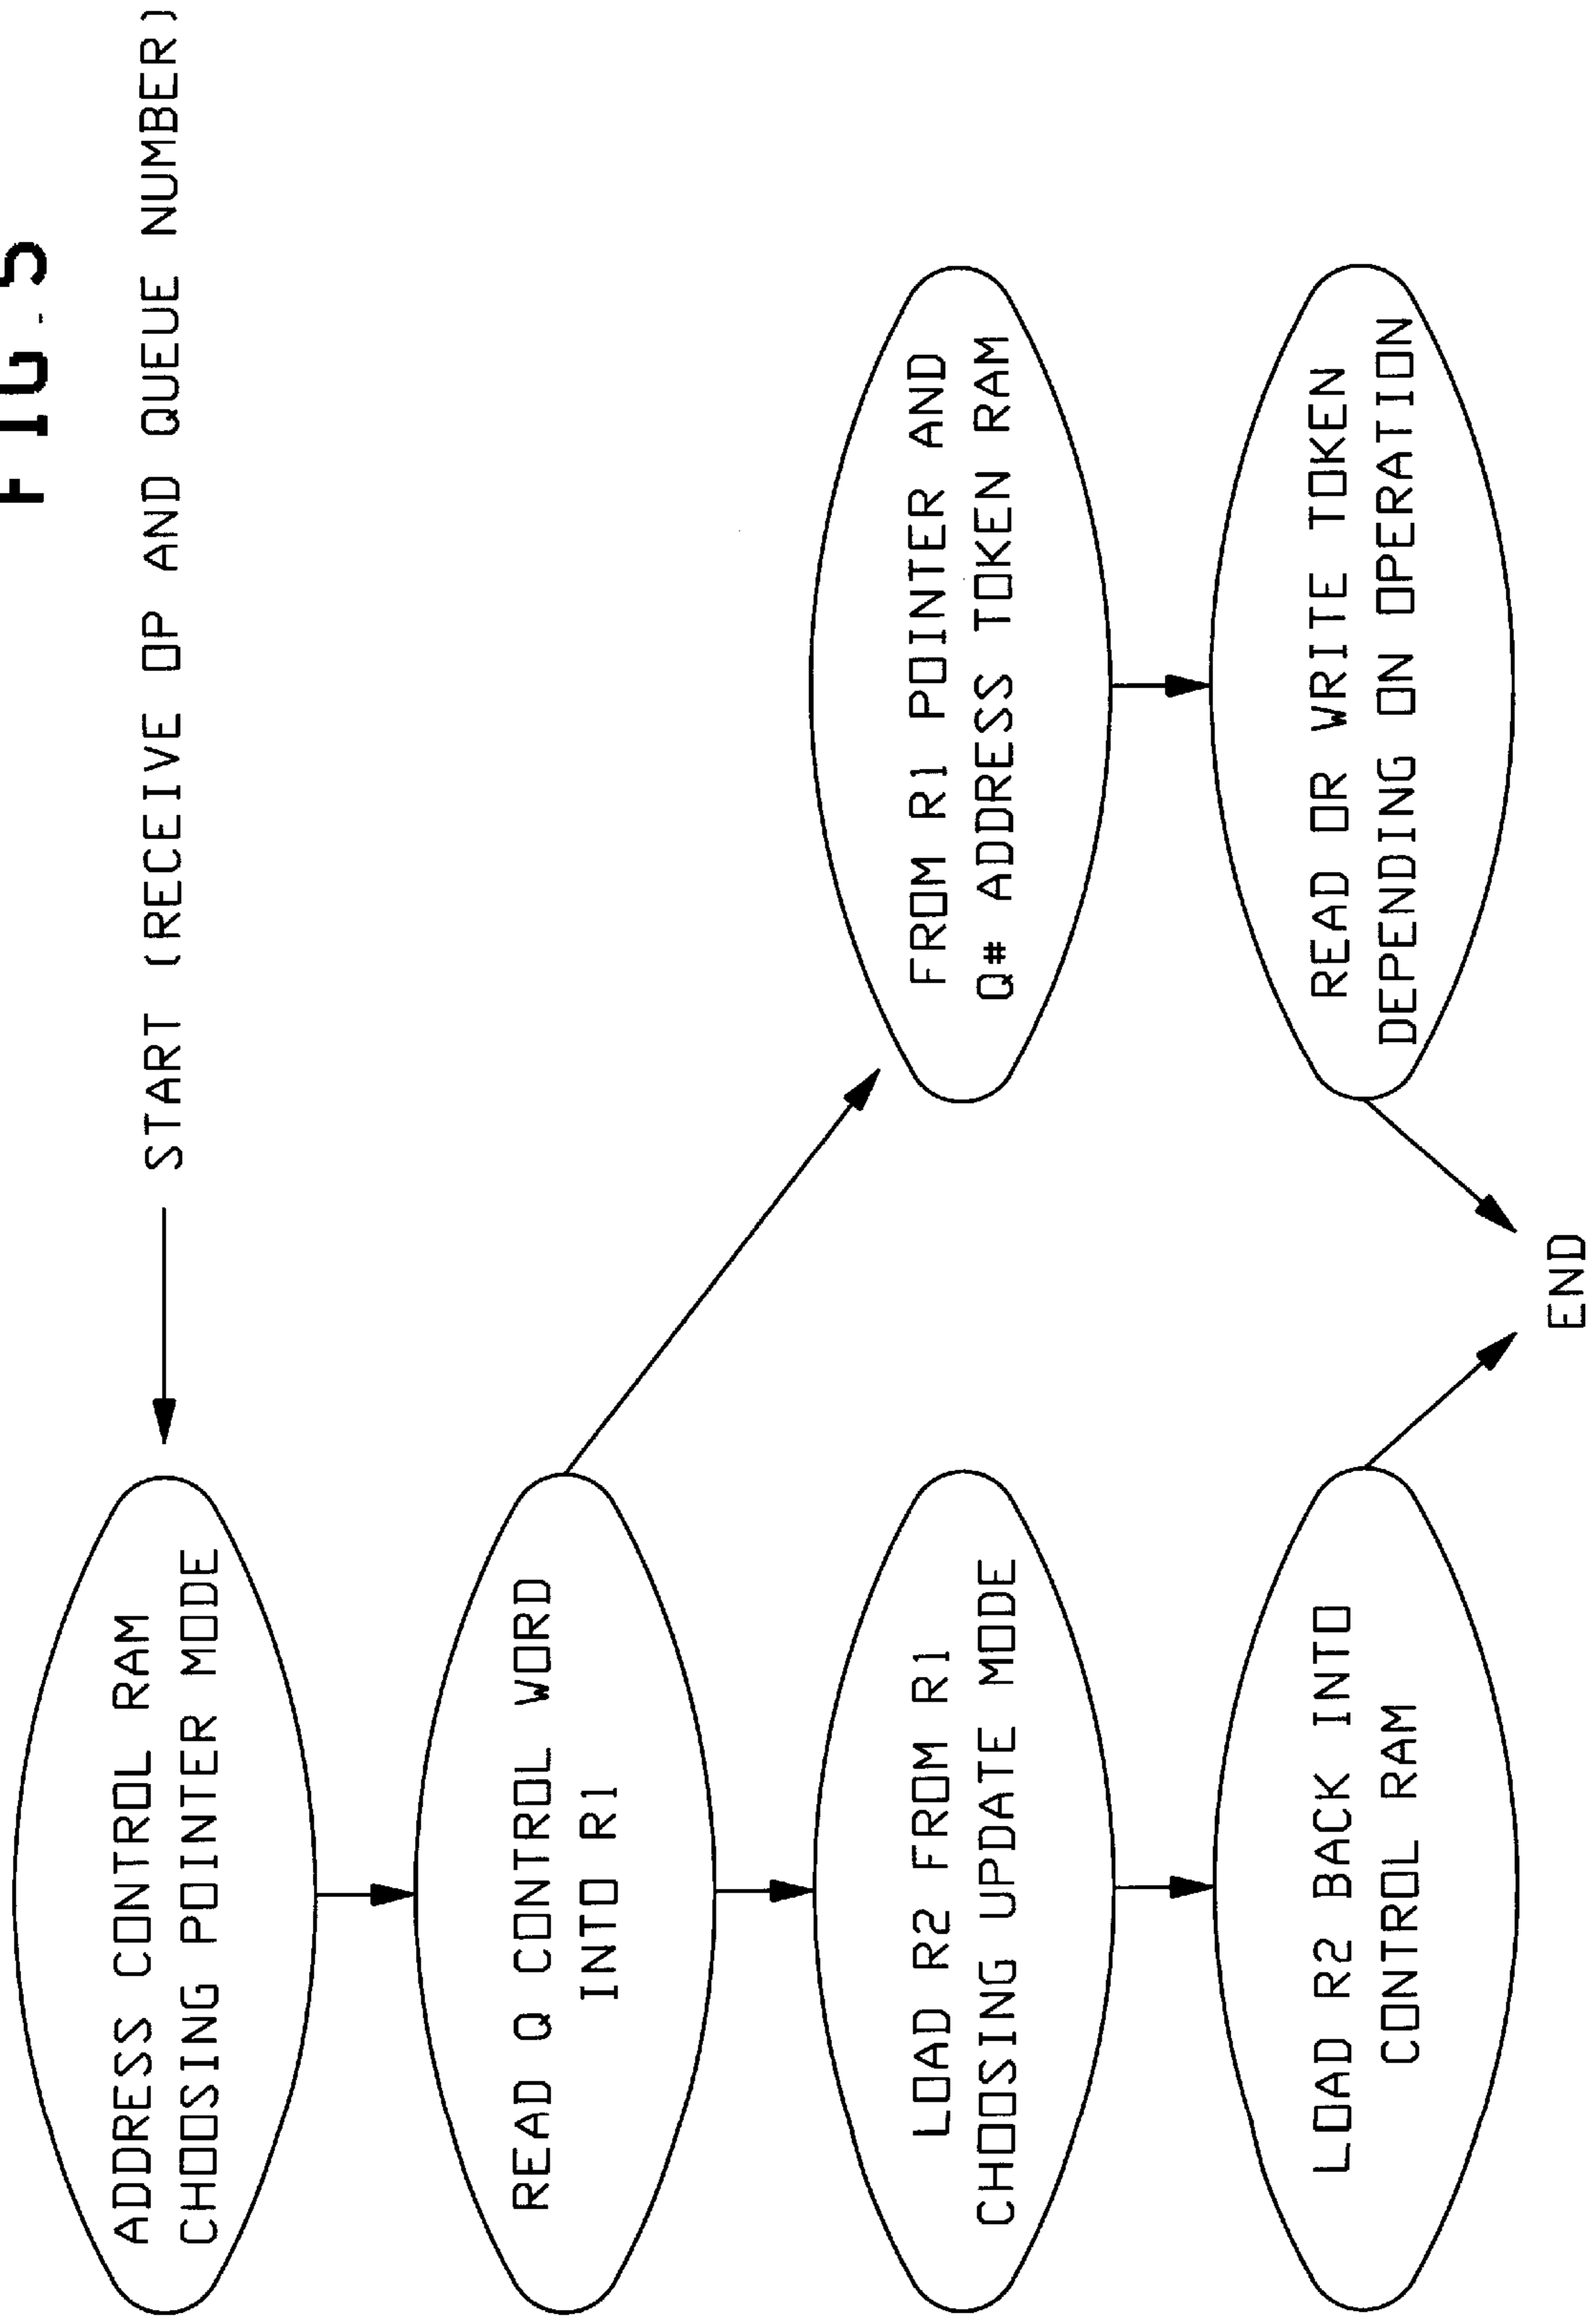 FIG. 5
START (RECEIVE OP AND QUEUE NUMBER)
ADDRESS CONTROL RAM
CHOOSING POINTER MODE
READ Q CONTROL WORD
INTO R1
LOAD R2 FROM R1
CHOOSING UPDATE MODE
LOAD R2 BACK INTO
CONTROL RAM
FROM R1 POINTER AND
Q# ADDRESS TOKEN RAM
READ OR WRITE TOKEN
DEPENDING ON OPERATION
END